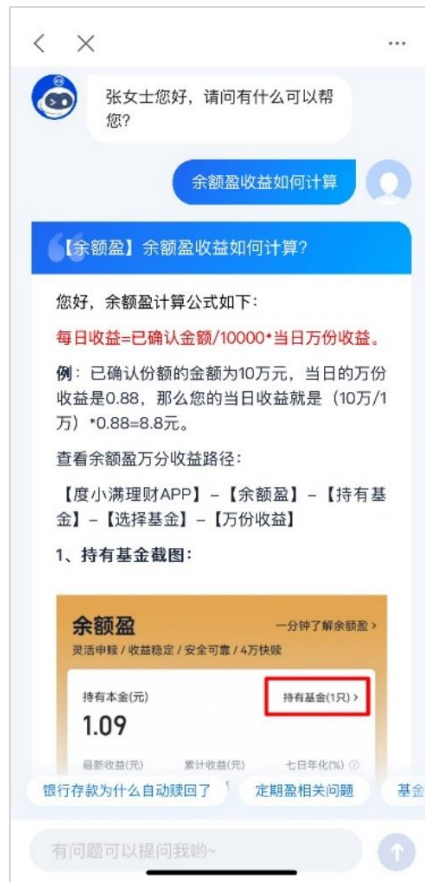 张女士您好，请问有什么可以帮
您?
余额盈收益如何计算
【余额盈】余额盈收益如何计算?
您好，余额盈计算公式如下：
每日收益=已确认金额/10000*当日万份收益。
例：已确认份额的金额为10万元，当日的万份
收益是0.88，那么您的当日收益就是（10万/1
万）*0.88=8.8元。
查看余额盈万分收益路径：
【度小满理财APP】–【余额盈】–【持有基
金】–【选择基金】–【万份收益】
1、持有基金截图：
余额盈
一分钟了解余额盈>
灵活申赎 / 收益稳定 / 安全可靠 / 4万快赎
持有本金(元)
持有基金(1只) >
1.09
最新收益(元)
累计收益(元)
七日年化(%)
银行存款为什么自动赎回了
定期盈相关问题
基金
有问题可以提问我哟~